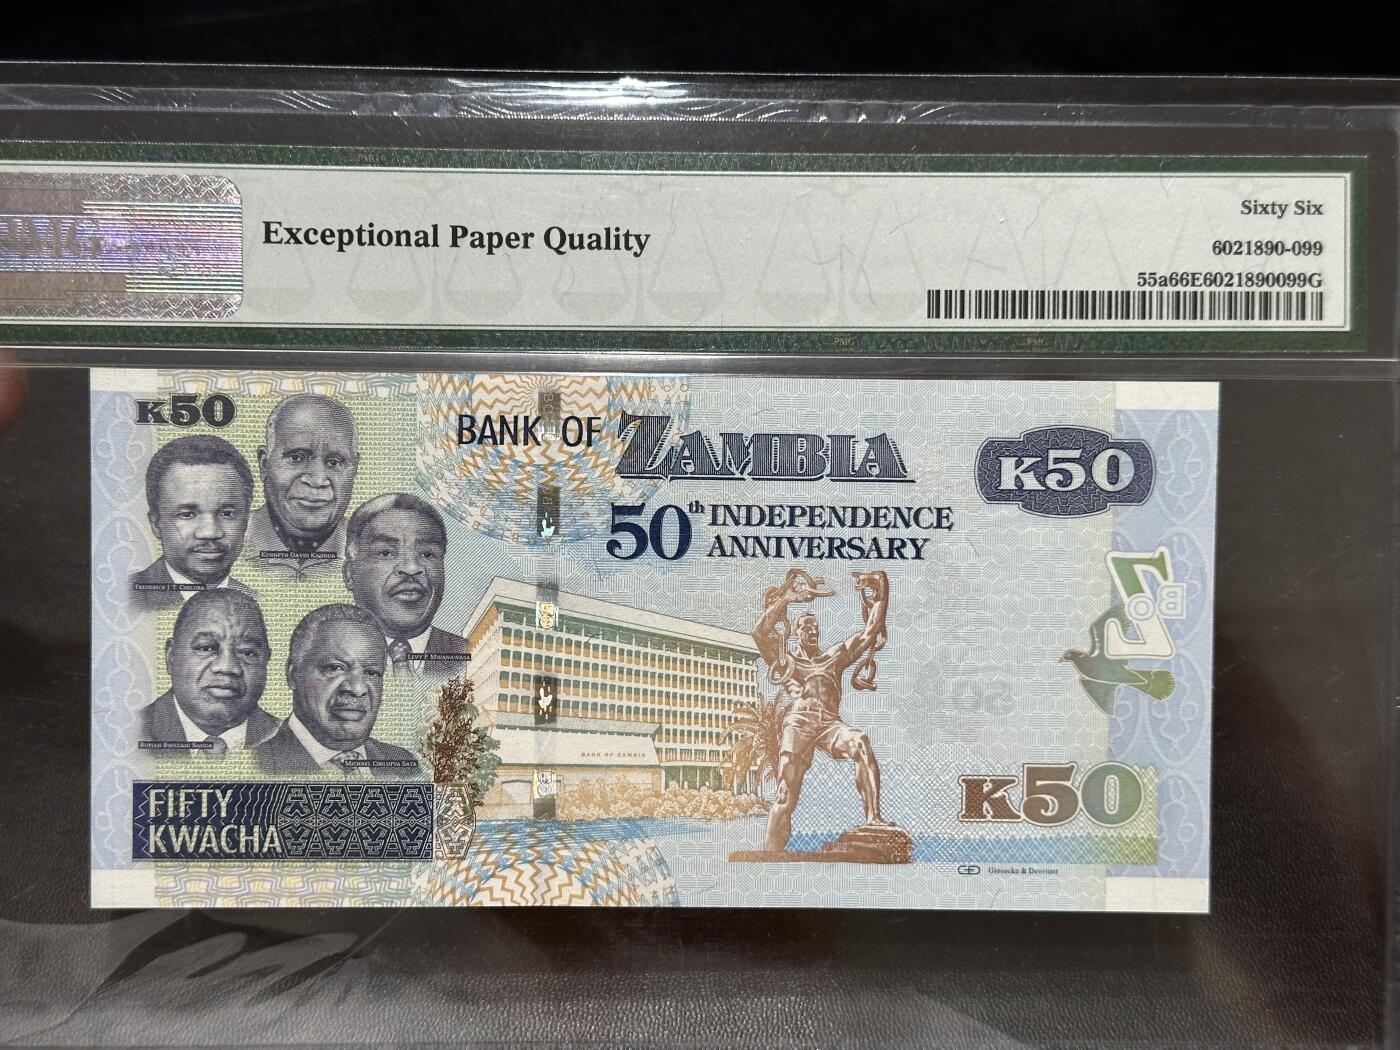 Exceptional Paper Quality
Sixty Six
6021890-099
55a66E6021890099G
K50
BANK OF ZAMBIA
50th INDEPENDENCE
ANNIVERSARY
K50
KENNETH DAVID KAUNDA
FREDERICK J T. CHILUBA
LEVY P. MWANAWASA
RUPIAH BWEZANI BANDA
MICHAEL CHILUFYA SATA
BANK OF ZAMBIA
BOZ
FIFTY
KWACHA
K50
Giesecke & Devrient